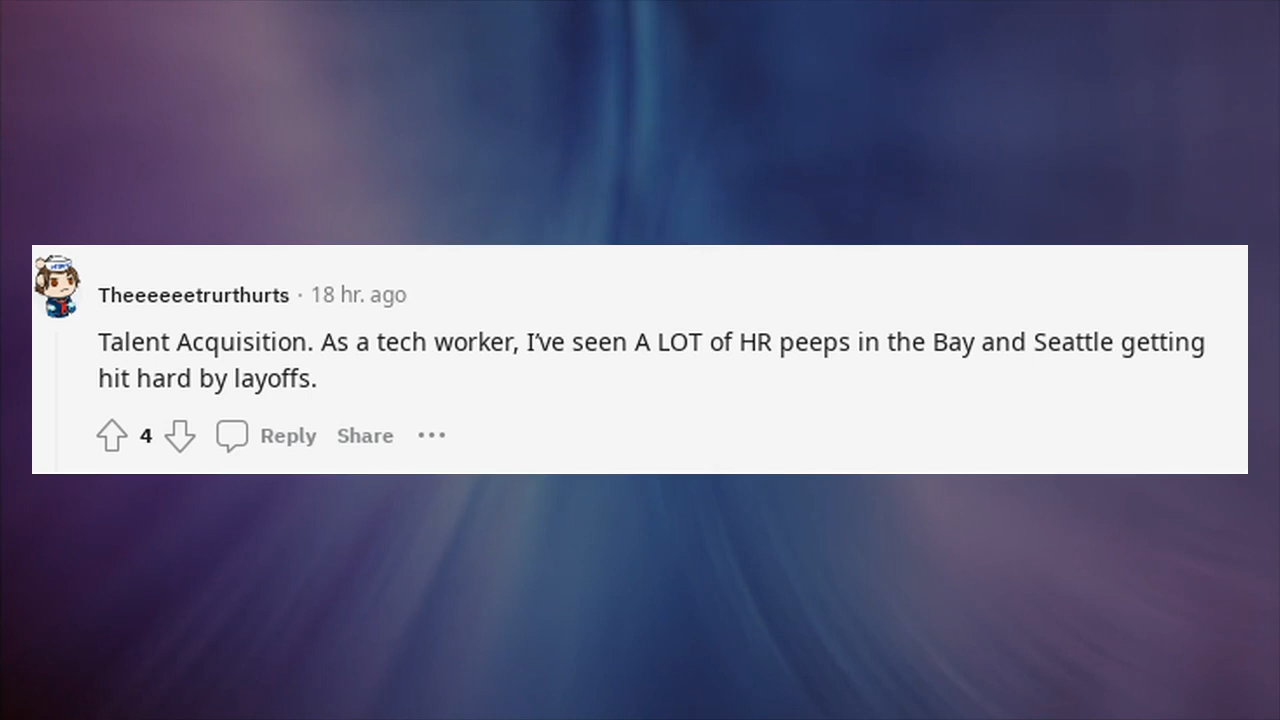 Theeeeeetrurthurts · 18 hr. ago
Talent Acquisition. As a tech worker, I’ve seen A LOT of HR peeps in the Bay and Seattle getting
hit hard by layoffs.
4 Reply Share ···